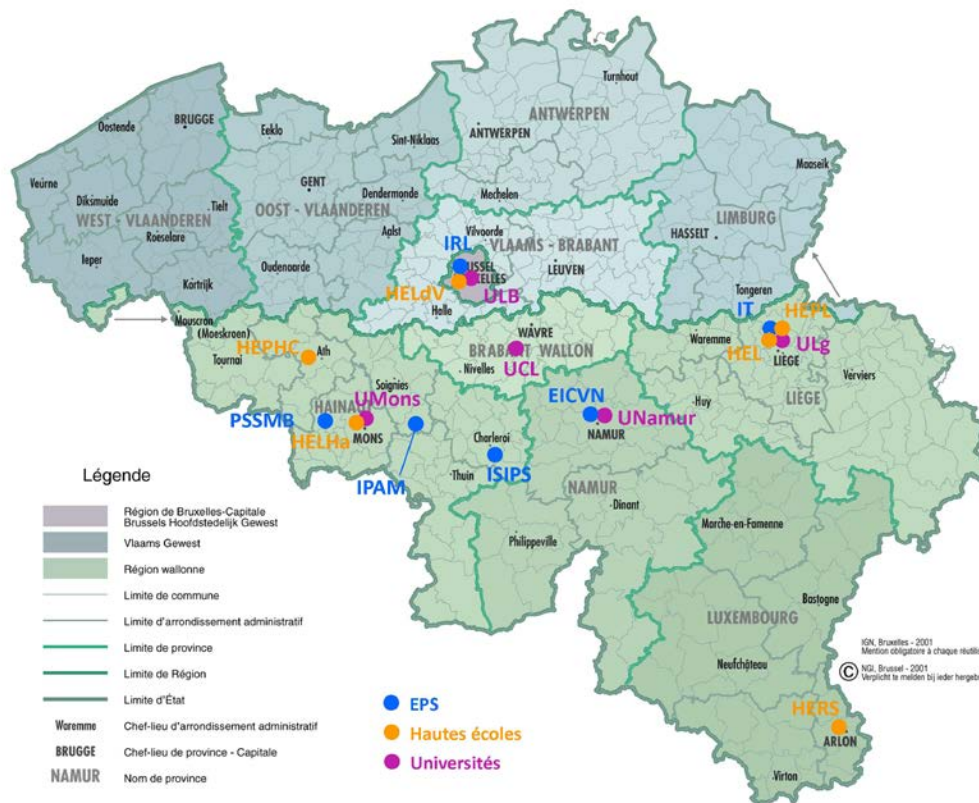 Turnhout
ANTWERPEN
Oostende
BRUGGE
Eeklo
Sint-Niklaas
ANTWERPEN
Maaseik
Veurne
Diksmuide
GENT
Dendermonde
Mechelen
WEST - VLAANDEREN
Tielt
OOST - VLAANDEREN
LIMBURG
Roeselare
Aalst
Vilvoorde
HASSELT
IRL
VLAAMS - BRABANT
Ieper
Oudenaarde
USSEL
LEUVEN
Kortrijk
HELdV
ELLES
ULB
Tongeren
Halle
IT
HEPL
Mouscron
(Moeskroen)
WAVRE
Waremme
HEPHC
Ath
BRABANT WALLON
HEL
ULg
Tournai
UCL
LIÈGE
Nivelles
Verviers
Soignies
UMons
EICVN
Huy
LIÈGE
HAINAU
PSSMB
UNamur
HELHa
MONS
Charleroi
NAMUR
IPAM
Thuin
ISIPS
NAMUR
Dinant
Philippeville
Marche-en-Famenne
Bastogne
LUXEMBOURG
Neufchâteau
HERS
ARLON
Virton
Légende
Région de Bruxelles-Capitale
Brussels Hoofdstedelijk Gewest
Vlaams Gewest
Région wallonne
Limite de commune
Limite d'arrondissement administratif
Limite de province
Limite de Région
Limite d'État
Waremme Chef-lieu d'arrondissement administratif
BRUGGE Chef-lieu de province - Capitale
NAMUR Nom de province
EPS
Hautes écoles
Universités
IGN, Bruxelles - 2001
Mention obligatoire à chaque réutilis
© NGI, Brussel - 2001
Verplicht te melden bij ieder hergebr